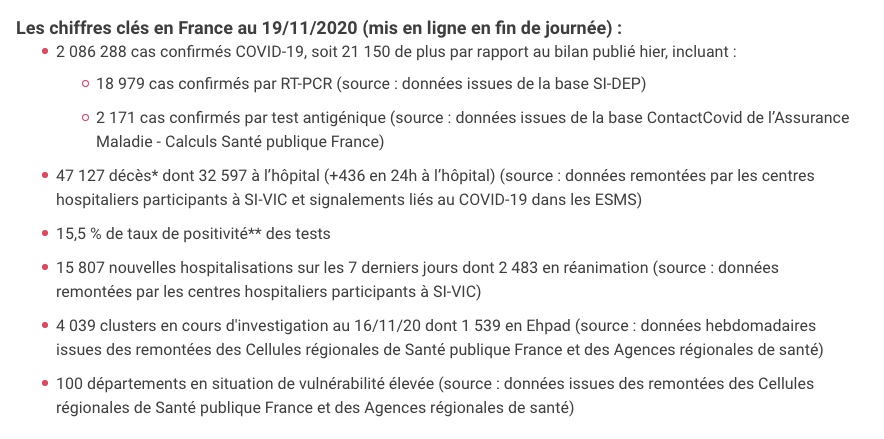 Les chiffres clés en France au 19/11/2020 (mis en ligne en fin de journée) :
2 086 288 cas confirmés COVID-19, soit 21 150 de plus par rapport au bilan publié hier, incluant :
18 979 cas confirmés par RT-PCR (source : données issues de la base SI-DEP)
2 171 cas confirmés par test antigénique (source : données issues de la base ContactCovid de l’Assurance
Maladie - Calculs Santé publique France)
47 127 décès* dont 32 597 à l’hôpital (+436 en 24h à l’hôpital) (source : données remontées par les centres
hospitaliers participants à SI-VIC et signalements liés au COVID-19 dans les ESMS)
15,5 % de taux de positivité** des tests
15 807 nouvelles hospitalisations sur les 7 derniers jours dont 2 483 en réanimation (source : données
remontées par les centres hospitaliers participants à SI-VIC)
4 039 clusters en cours d'investigation au 16/11/20 dont 1 539 en Ehpad (source : données hebdomadaires
issues des remontées des Cellules régionales de Santé publique France et des Agences régionales de santé)
100 départements en situation de vulnérabilité élevée (source : données issues des remontées des Cellules
régionales de Santé publique France et des Agences régionales de santé)